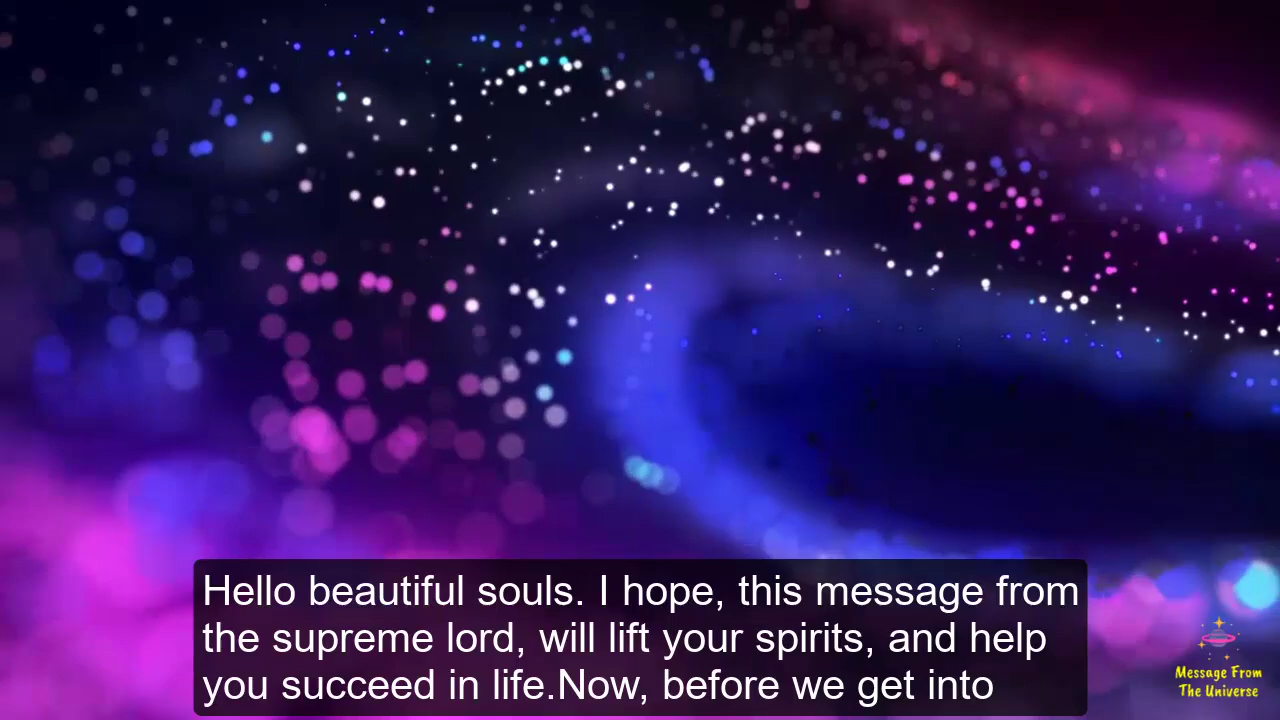 Hello beautiful souls. I hope, this message from
the supreme lord, will lift your spirits, and help
you succeed in life.Now, before we get into
Message From
The Universe